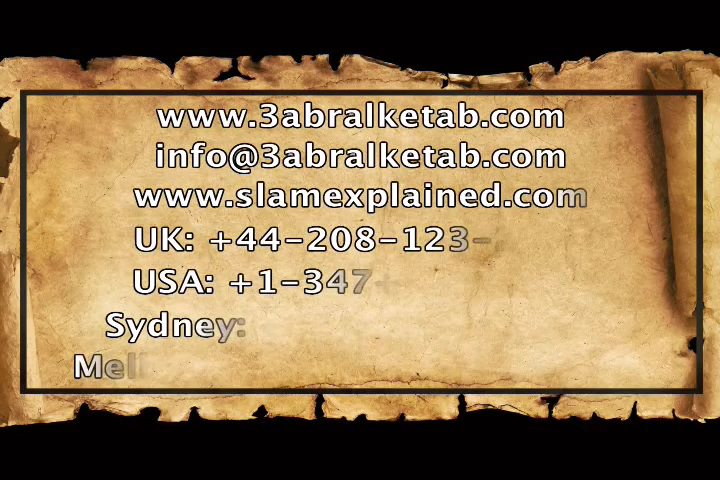 www.3abralketab.com
info@3abralketab.com
www.slamexplained.com
UK: +44-208-123-
USA: +1-347-
Sydney: